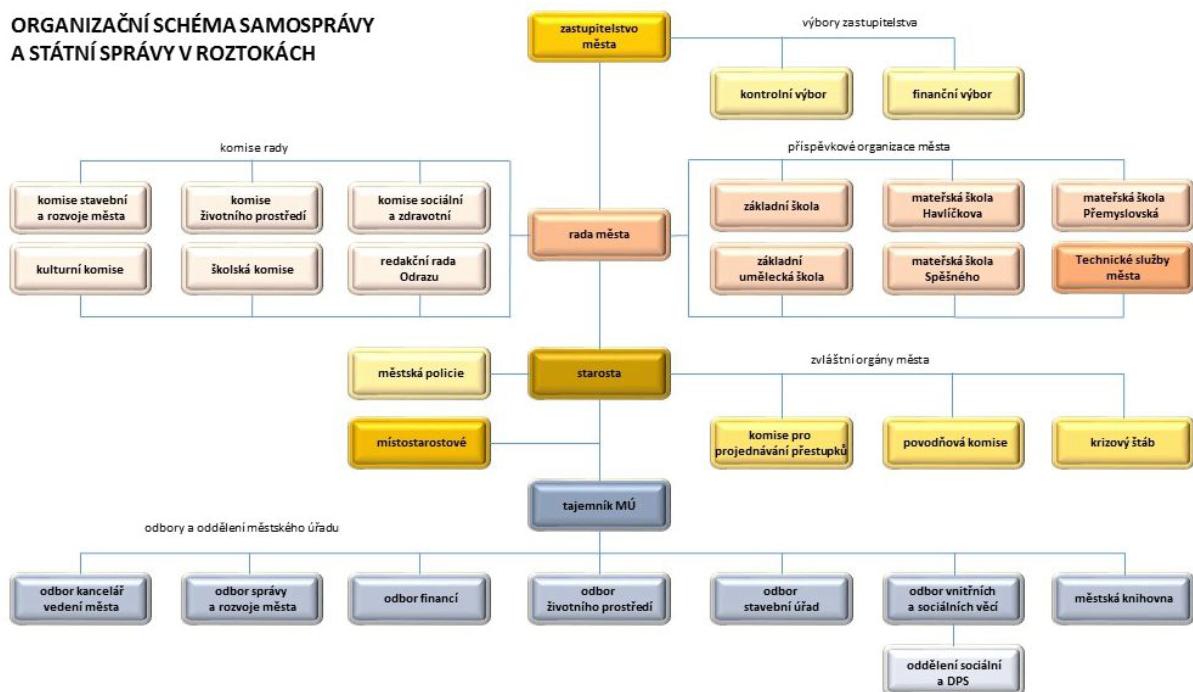 ORGANIZAČNÍ SCHÉMA SAMOSPRÁVY
A STÁTNÍ SPRÁVY V ROZTOKÁCH
zastupitelstvo
města
výbory zastupitelstva
kontrolní výbor
finanční výbor
komise rady
příspěvkové organizace města
komise stavební
a rozvoje města
komise
životního prostředí
komise sociální
a zdravotní
základní škola
mateřská škola
Havlíčkova
mateřská škola
Přemyslovská
rada města
kulturní komise
školská komise
redakční rada
Odrazu
základní
umělecká škola
mateřská škola
Spěšného
Technické služby
města
městská policie
starosta
zvláštní orgány města
místostarostové
komise pro
projednávání přestupků
povodňová komise
krizový štáb
tajemník MÚ
odbory a oddělení městského úřadu
odbor kancelář
vedení města
odbor správy
a rozvoje města
odbor financí
odbor
životního prostředí
odbor
stavební úřad
odbor vnitřních
a sociálních věcí
městská knihovna
oddělení sociální
a DPS